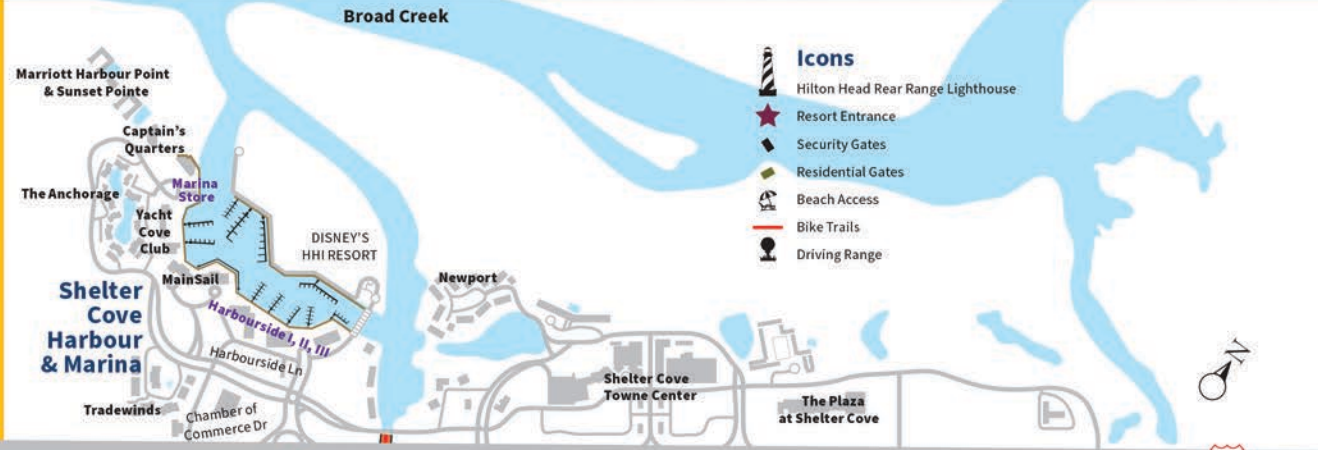 Broad Creek
Marriott Harbour Point
& Sunset Pointe
Captain's
Quarters
The Anchorage
Marina
Store
Yacht
Cove
Club
DISNEY'S
HHI RESORT
MainSail
Newport
Shelter
Cove
Harbour
& Marina
Harbourside I, II, III
Harbourside Ln
Tradewinds
Chamber of
Commerce Dr
Shelter Cove
Towne Center
The Plaza
at Shelter Cove
Icons
Hilton Head Rear Range Lighthouse
Resort Entrance
Security Gates
Residential Gates
Beach Access
Bike Trails
Driving Range
N